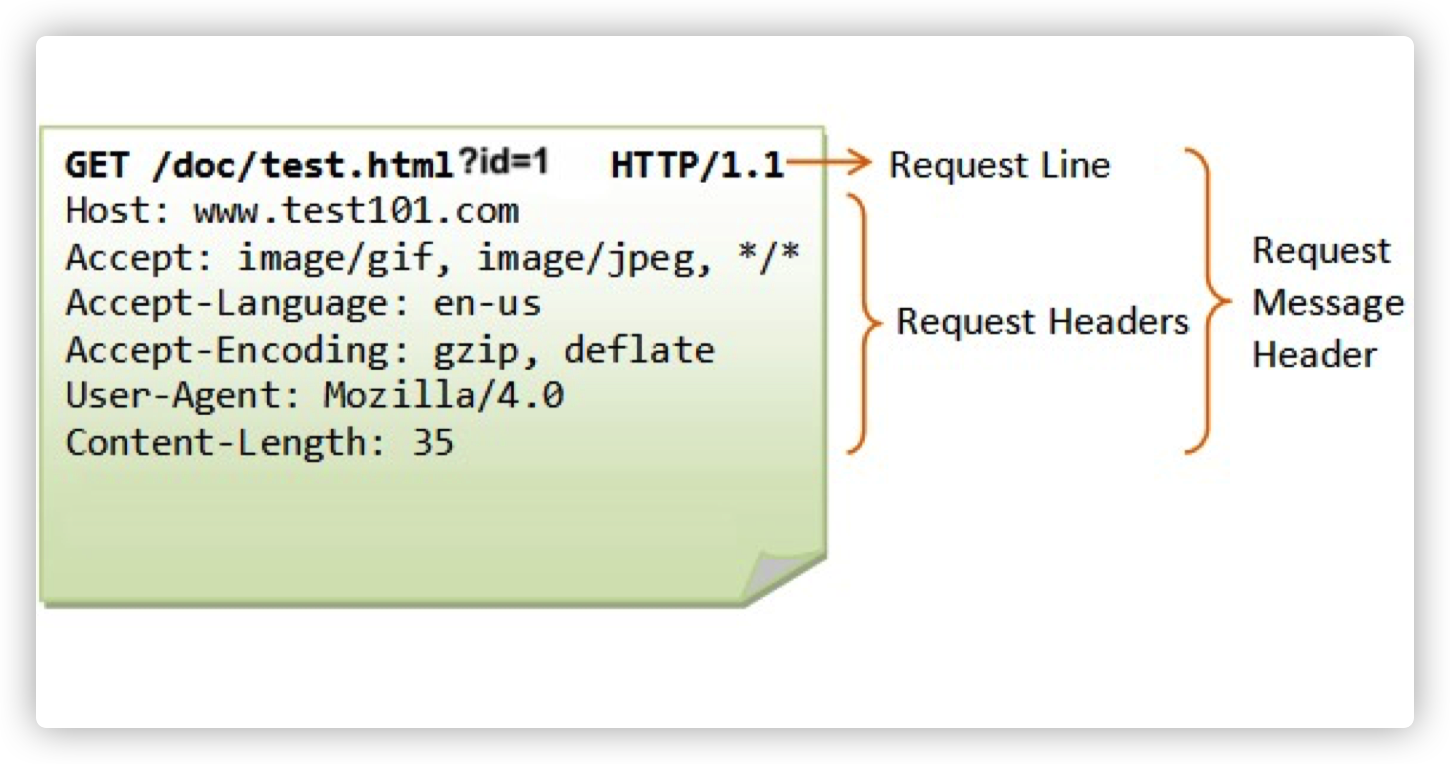 GET /doc/test.html?id=1 HTTP/1.1
Host: www.test101.com
Accept: image/gif, image/jpeg, */*
Accept-Language: en-us
Accept-Encoding: gzip, deflate
User-Agent: Mozilla/4.0
Content-Length: 35
Request Line
Request Headers
Request
Message
Header